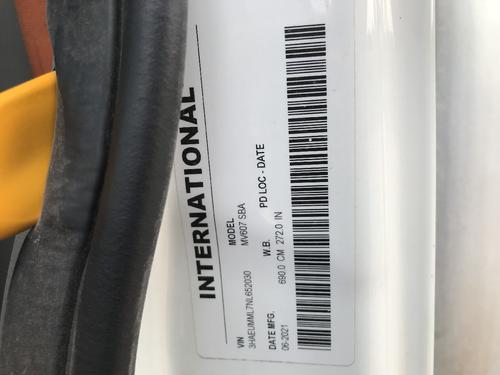 INTERNATIONAL
MODEL
MV607 SBA
VIN
3HAEUMML7NL652030
W.B.
690.0 CM 272.0 IN
PD LOC - DATE
DATE MFG.
06-2021